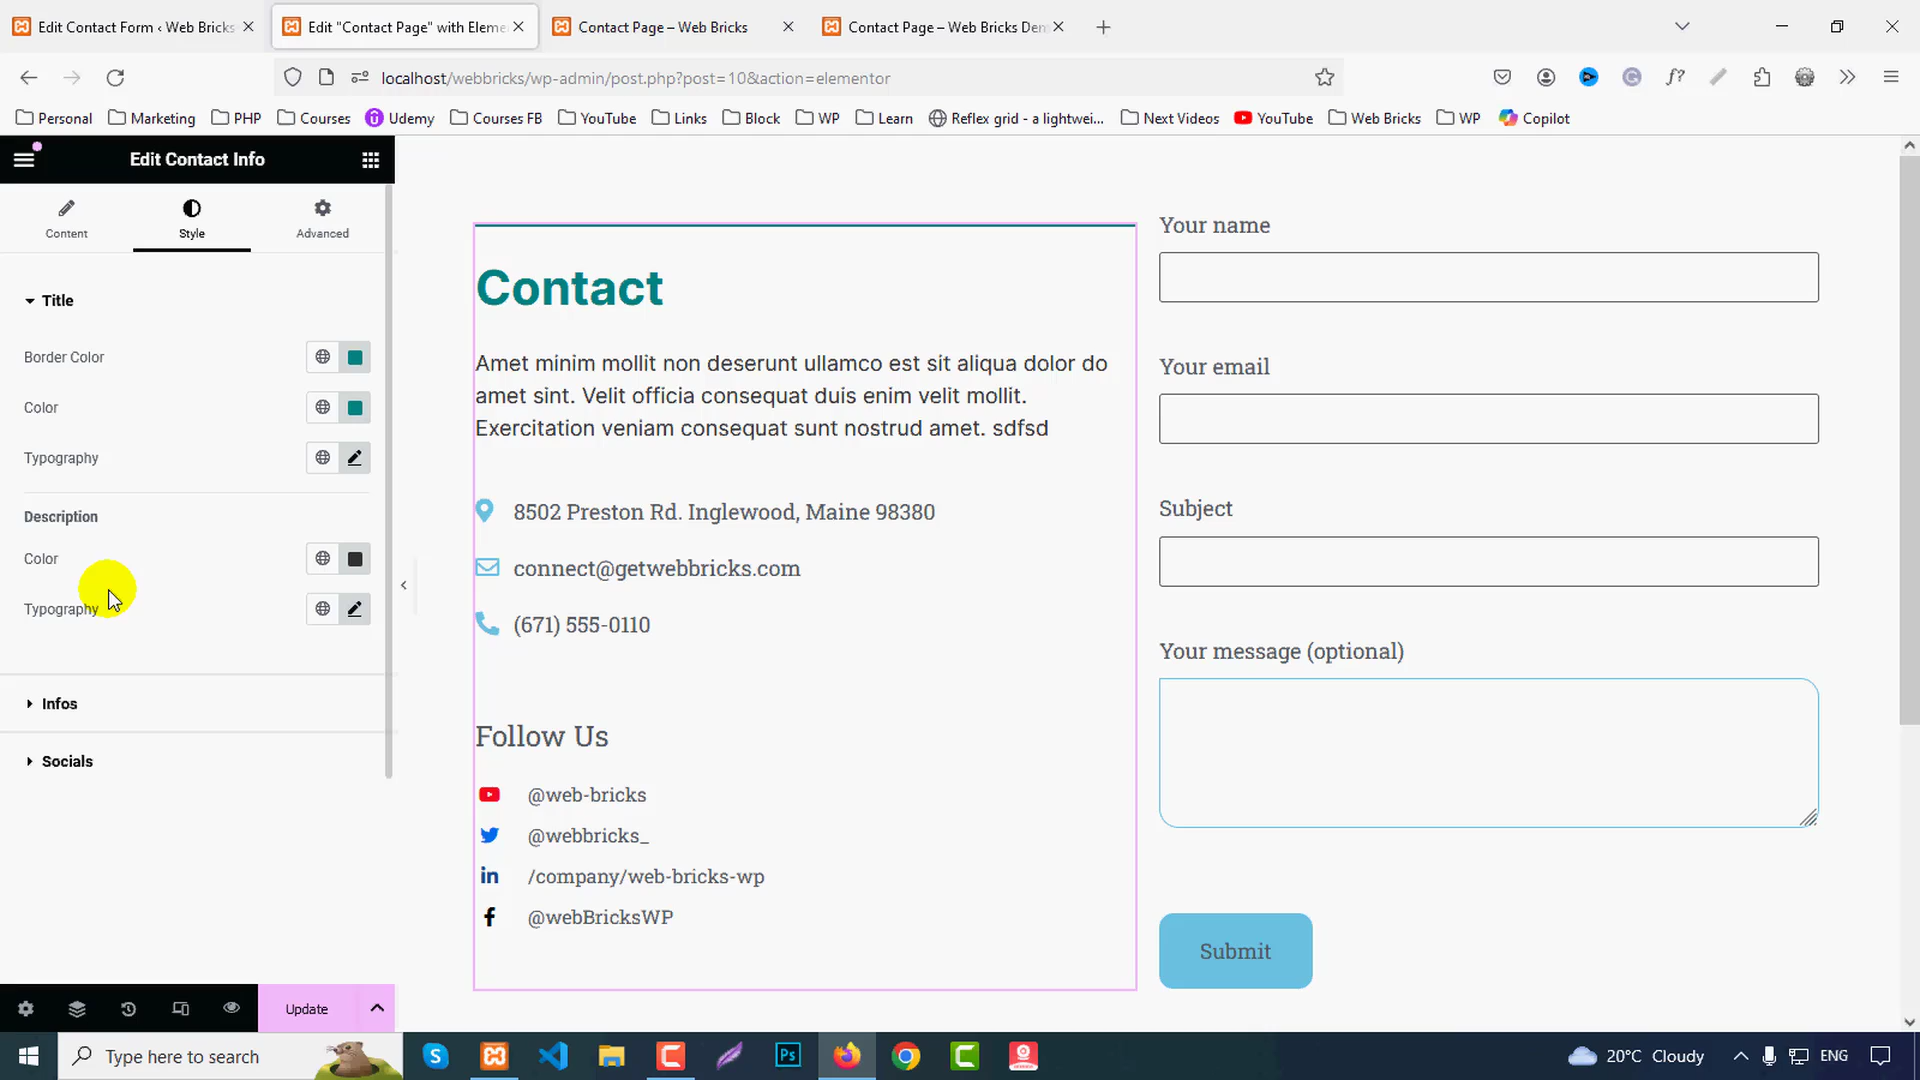 Edit Contact Form ‹ Web Bricks
Edit "Contact Page" with Eleme
Contact Page – Web Bricks
Contact Page – Web Bricks Den
localhost/webbricks/wp-admin/post.php?post=10&action=elementor
Personal
Marketing
PHP
Courses
Udemy
Courses FB
YouTube
Links
Block
WP
Learn
Reflex grid - a lightwei...
Next Videos
YouTube
Web Bricks
WP
Copilot
Edit Contact Info
Content
Style
Advanced
Title
Border Color
Color
Typography
Description
Color
Typography
Infos
Socials
Update
Contact
Amet minim mollit non deserunt ullamco est sit aliqua dolor do
amet sint. Velit officia consequat duis enim velit mollit.
Exercitation veniam consequat sunt nostrud amet. sdfsd
8502 Preston Rd. Inglewood, Maine 98380
connect@getwebbricks.com
(671) 555-0110
Follow Us
@web-bricks
@webbricks_
/company/web-bricks-wp
@webBricksWP
Your name
Your email
Subject
Your message (optional)
Submit
Type here to search
20°C Cloudy
ENG